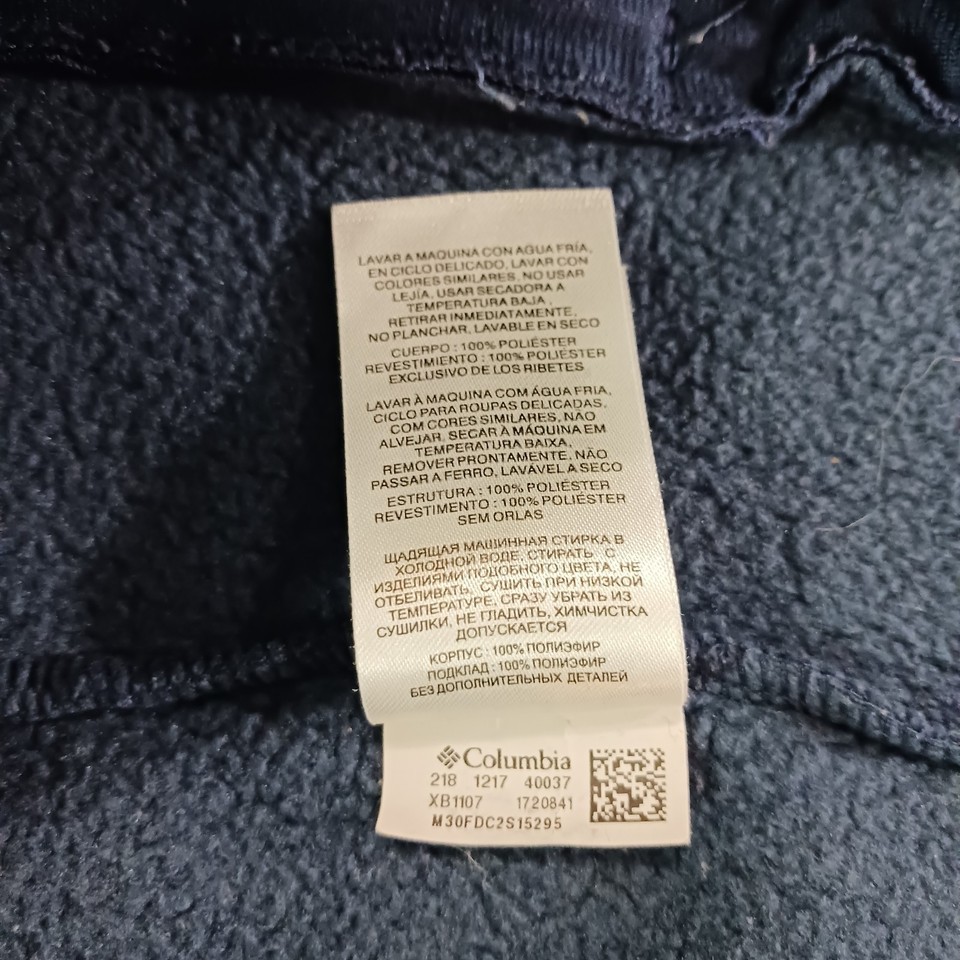 LAVAR A MAQUINA CON AGUA FRÍA,
EN CICLO DELICADO, LAVAR CON
COLORES SIMILARES, NO USAR
LEJÍA, USAR SECADORA A
TEMPERATURA BAJA ,
RETIRAR INMEDIATAMENTE,
NO PLANCHAR, LAVABLE EN SECO
CUERPO : 100% POLIÉSTER
REVESTIMIENTO : 100% POLIÉSTER
EXCLUSIVO DE LOS RIBETES
LAVAR À MAQUINA COM ÁGUA FRIA,
CICLO PARA ROUPAS DELICADAS,
COM CORES SIMILARES, NÃO
ALVEJAR, SECAR À MÁQUINA EM
TEMPERATURA BAIXA,
REMOVER PRONTAMENTE, NÃO
PASSAR A FERRO, LAVÁVEL A SECO
ESTRUTURA : 100% POLIÉSTER
REVESTIMENTO : 100% POLIÉSTER
SEM ORLAS
ЩАДЯЩАЯ МАШИННАЯ СТИРКА В
ХОЛОДНОЙ ВОДЕ, СТИРАТЬ С
ИЗДЕЛИЯМИ ПОДОБНОГО ЦВЕТА, НЕ
ОТБЕЛИВАТЬ, СУШИТЬ ПРИ НИЗКОЙ
ТЕМПЕРАТУРЕ, СРАЗУ УБРАТЬ ИЗ
СУШИЛКИ, НЕ ГЛАДИТЬ, ХИМЧИСТКА
ДОПУСКАЕТСЯ
КОРПУС : 100% ПОЛИЭФИР
ПОДКЛАД : 100% ПОЛИЭФИР
БЕЗ ДОПОЛНИТЕЛЬНЫХ ДЕТАЛЕЙ
Columbia
218 1217 40037
XB1107 1720841
M30FDC2S15295